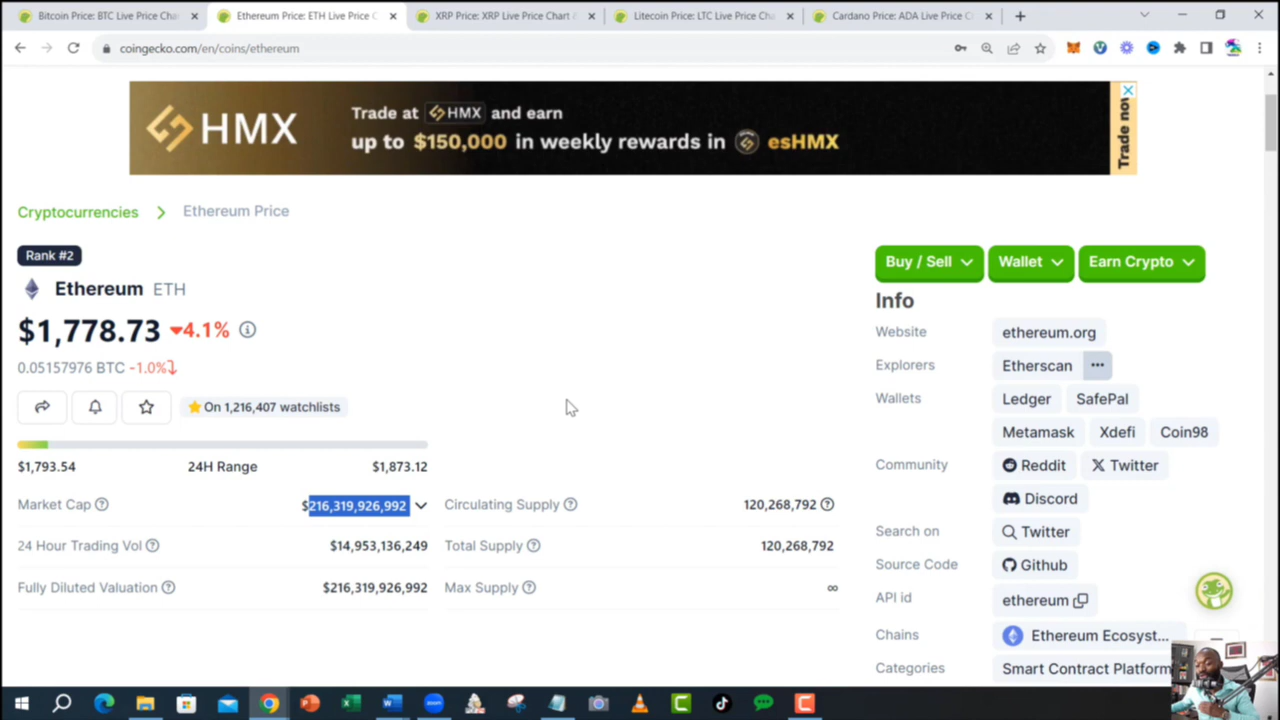 Bitcoin Price: BTC Live Price Cha
Ethereum Price: ETH Live Price C
XRP Price: XRP Live Price Chart &
Litecoin Price: LTC Live Price Ch
Cardano Price: ADA Live Price C
coingecko.com/en/coins/ethereum
HMX
Trade at HMX and earn
up to $150,000 in weekly rewards in esHMX
Trade now
Cryptocurrencies > Ethereum Price
Rank #2
Ethereum ETH
$1,778.73 4.1%
0.05157976 BTC -1.0%
On 1,216,407 watchlists
$1,793.54 24H Range $1,873.12
Market Cap $216,319,926,992
24 Hour Trading Vol $14,953,136,249
Fully Diluted Valuation $216,319,926,992
Circulating Supply 120,268,792
Total Supply 120,268,792
Max Supply ∞
Buy / Sell Wallet Earn Crypto
Info
Website ethereum.org
Explorers Etherscan ...
Wallets Ledger SafePal
Metamask Xdefi Coin98
Community Reddit Twitter
Discord
Search on Twitter
Source Code Github
API id ethereum
Chains Ethereum Ecosyst...
Categories Smart Contract Platform